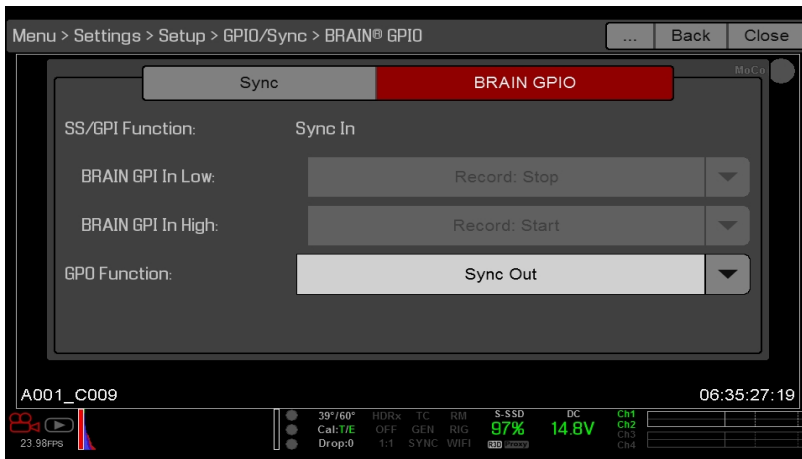 Menu > Settings > Setup > GPIO/Sync > BRAIN® GPIO ... Back Close
MoCo
Sync BRAIN GPIO
SS/GPI Function: Sync In
BRAIN GPI In Low: Record: Stop
BRAIN GPI In High: Record: Start
GPO Function: Sync Out
A001_C009 06:35:27:19
39°/60° HDRx TC RM S-SSD DC Ch1
Cal:T/E OFF GEN RIG 97% 14.8V Ch2
23.98FPS Drop:0 1:1 SYNC WIFI R3D Proxy Ch3
Ch4